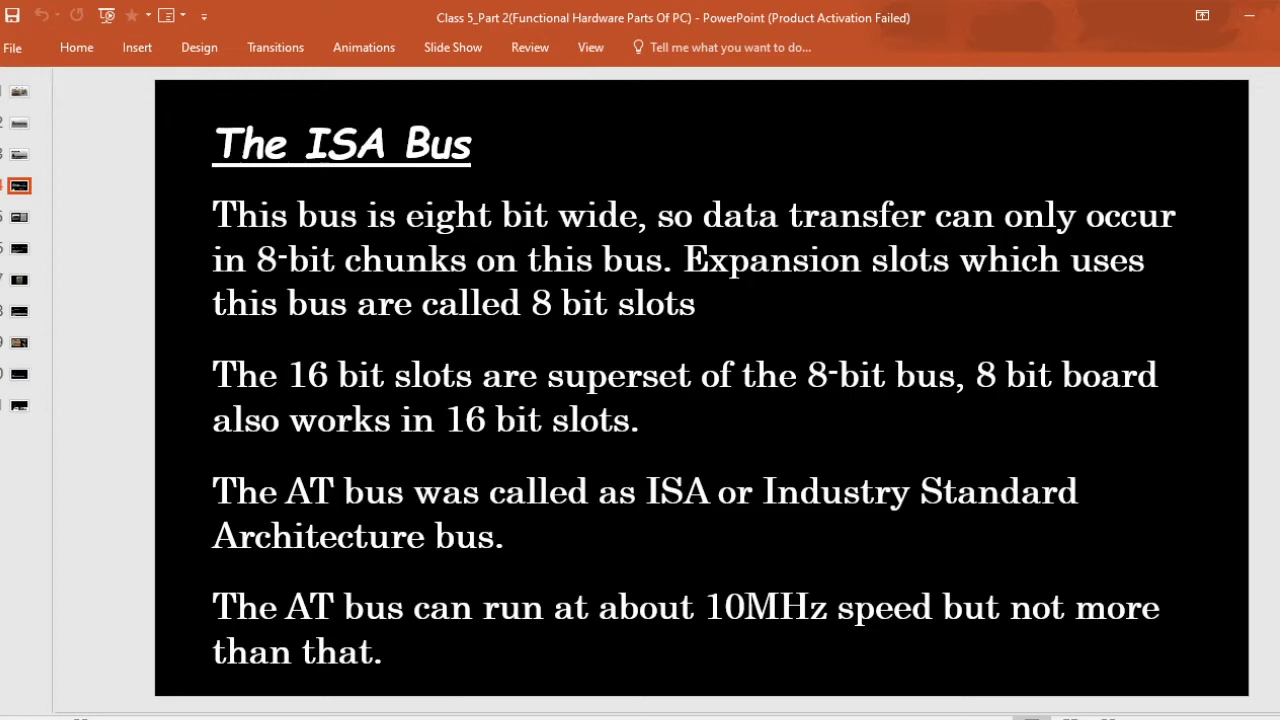 Class 5_Part 2(Functional Hardware Parts Of PC) - PowerPoint (Product Activation Failed)
File Home Insert Design Transitions Animations Slide Show Review View Tell me what you want to do...
The ISA Bus
This bus is eight bit wide, so data transfer can only occur
in 8-bit chunks on this bus. Expansion slots which uses
this bus are called 8 bit slots
The 16 bit slots are superset of the 8-bit bus, 8 bit board
also works in 16 bit slots.
The AT bus was called as ISA or Industry Standard
Architecture bus.
The AT bus can run at about 10MHz speed but not more
than that.